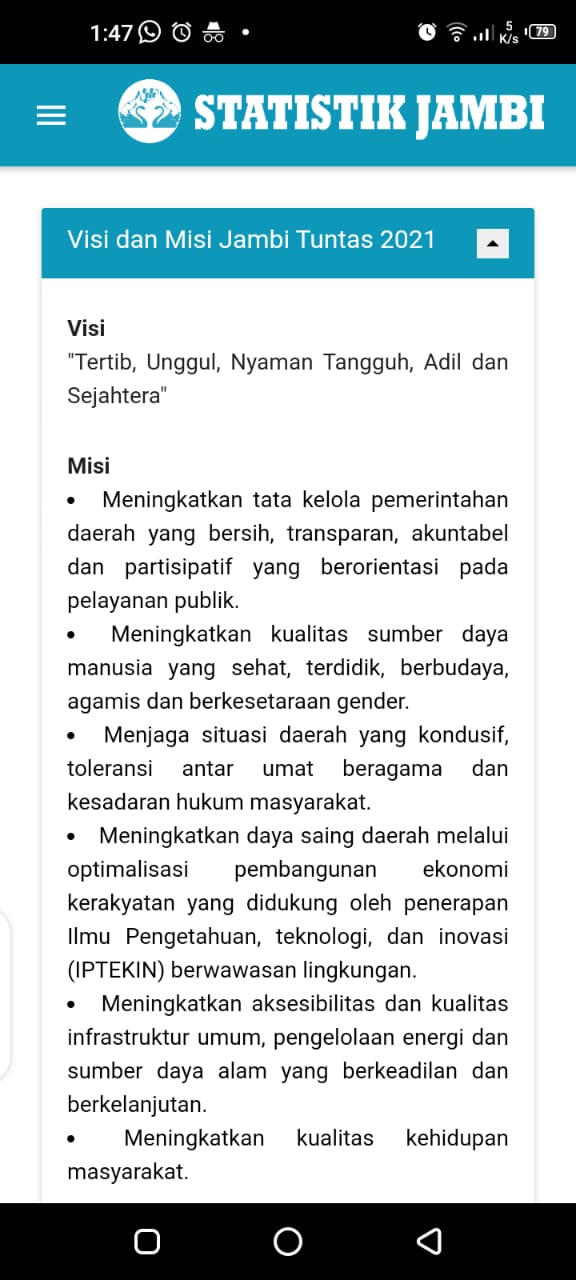 1:47
5
K/s
79
STATISTIK JAMBI
Visi dan Misi Jambi Tuntas 2021
Visi
"Tertib, Unggul, Nyaman Tangguh, Adil dan
Sejahtera"
Misi
• Meningkatkan tata kelola pemerintahan
daerah yang bersih, transparan, akuntabel
dan partisipatif yang berorientasi pada
pelayanan publik.
• Meningkatkan kualitas sumber daya
manusia yang sehat, terdidik, berbudaya,
agamis dan berkesetaraan gender.
• Menjaga situasi daerah yang kondusif,
toleransi antar umat beragama dan
kesadaran hukum masyarakat.
• Meningkatkan daya saing daerah melalui
optimalisasi pembangunan ekonomi
kerakyatan yang didukung oleh penerapan
Ilmu Pengetahuan, teknologi, dan inovasi
(IPTEKIN) berwawasan lingkungan.
• Meningkatkan aksesibilitas dan kualitas
infrastruktur umum, pengelolaan energi dan
sumber daya alam yang berkeadilan dan
berkelanjutan.
• Meningkatkan kualitas kehidupan
masyarakat.